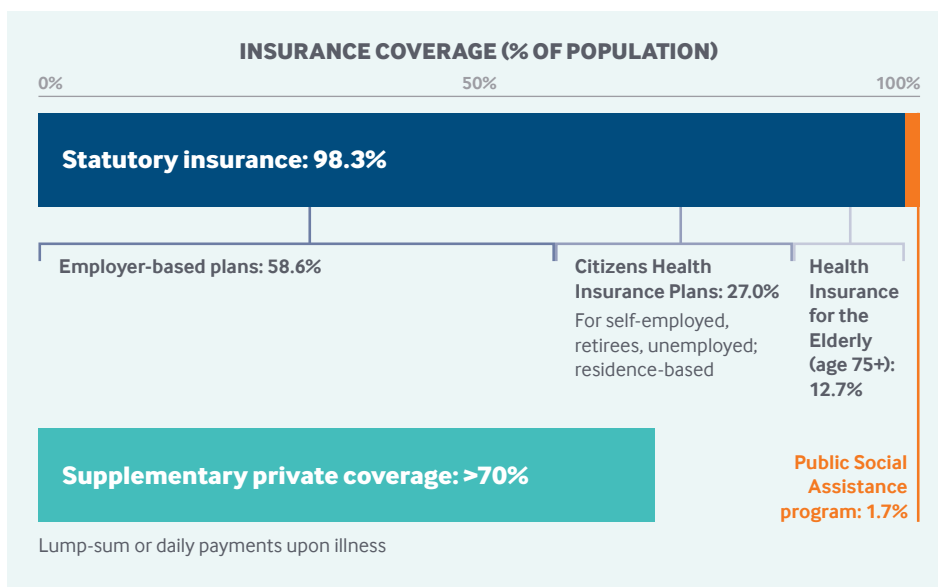 INSURANCE COVERAGE (% OF POPULATION)
0%
50%
100%
Statutory insurance: 98.3%
Employer-based plans: 58.6%
Citizens Health
Insurance Plans: 27.0%
For self-employed,
retirees, unemployed;
residence-based
Health
Insurance
for the
Elderly
(age 75+):
12.7%
Supplementary private coverage: >70%
Public Social
Assistance
program: 1.7%
Lump-sum or daily payments upon illness